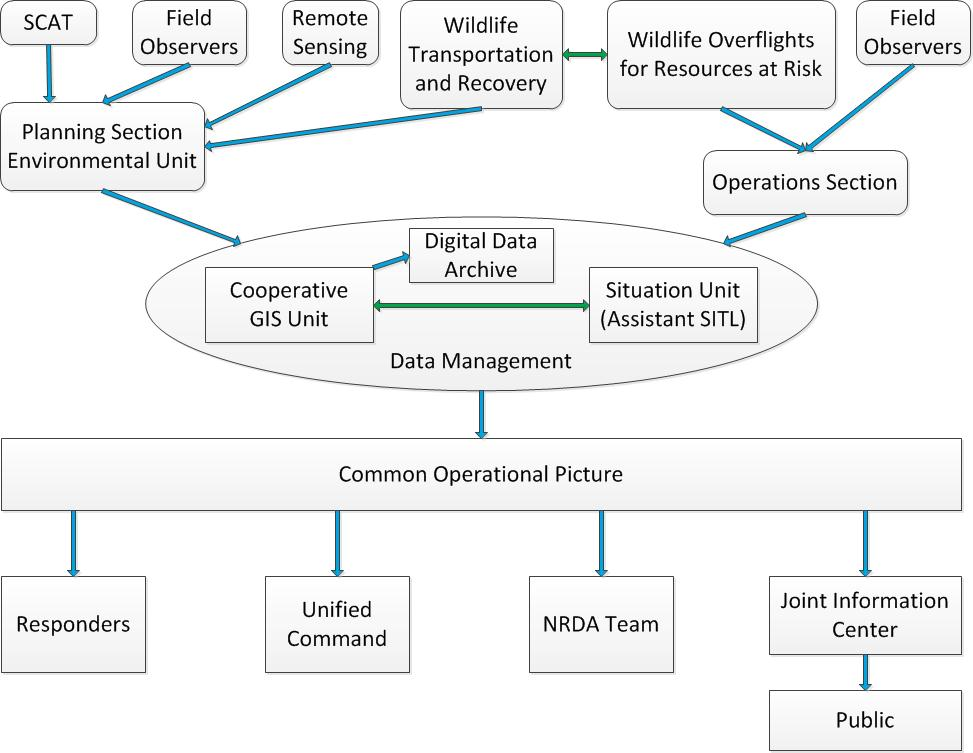 SCAT
Field
Observers
Remote
Sensing
Wildlife
Transportation
and Recovery
Wildlife Overflights
for Resources at Risk
Field
Observers
Planning Section
Environmental Unit
Operations Section
Digital Data
Archive
Cooperative
GIS Unit
Situation Unit
(Assistant SITL)
Data Management
Common Operational Picture
Responders
Unified
Command
NRDA Team
Joint Information
Center
Public